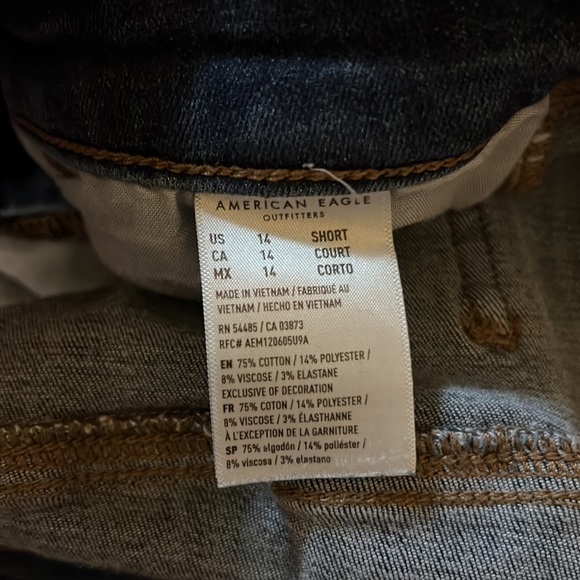 AMERICAN EAGLE
OUTFITTERS
US 14 SHORT
CA 14 COURT
MX 14 CORTO
MADE IN VIETNAM / FABRIQUÉ AU
VIETNAM / HECHO EN VIETNAM
RN 54485 / CA 03873
RFC# AEM120605U9A
EN 75% COTTON / 14% POLYESTER /
8% VISCOSE / 3% ELASTANE
EXCLUSIVE OF DECORATION
FR 75% COTON / 14% POLYESTER /
8% VISCOSE / 3% ÉLASTHANNE
À L'EXCEPTION DE LA GARNITURE
SP 75% algodón / 14% poliéster /
8% viscosa / 3% elastano